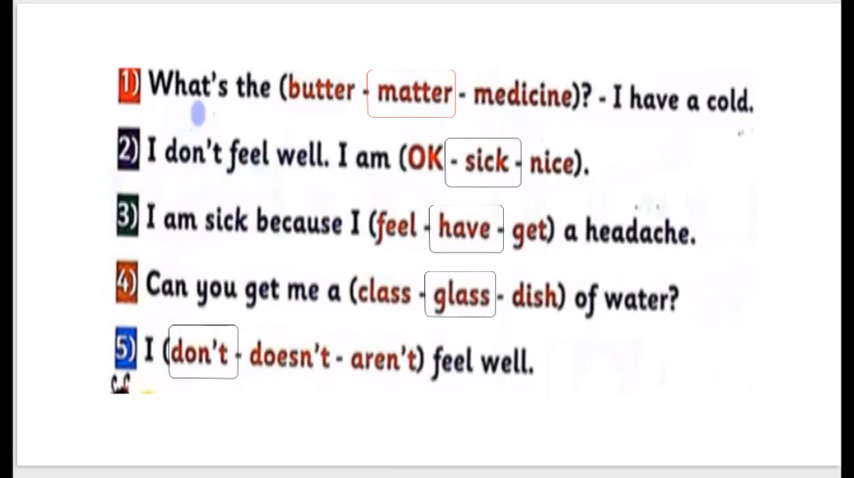 1) What's the (butter - matter - medicine)? - I have a cold.
2) I don't feel well. I am (OK - sick - nice).
3) I am sick because I (feel - have - get) a headache.
4) Can you get me a (class - glass - dish) of water?
5) I (don't - doesn't - aren't) feel well.